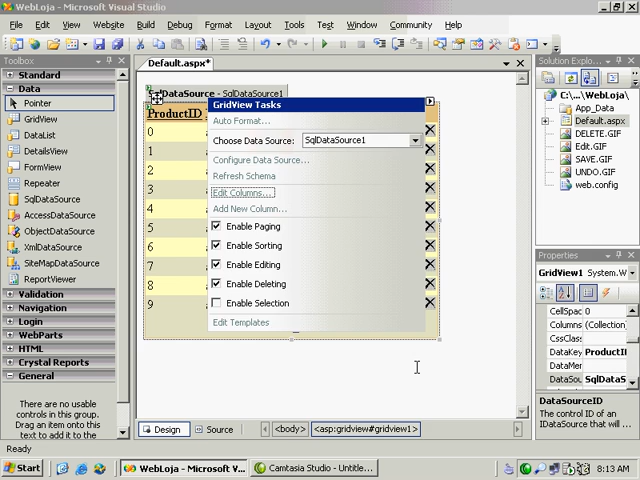 WebLoja - Microsoft Visual Studio
File Edit View Website Build Debug Format Layout Tools Test Window Community Help
Toolbox
Standard
Data
Pointer
GridView
DataList
DetailsView
FormView
Repeater
SqlDataSource
AccessDataSource
ObjectDataSource
XmlDataSource
SiteMapDataSource
ReportViewer
Validation
Navigation
Login
WebParts
HTML
Crystal Reports
General
There are no usable
controls in this group.
Drag an item onto this
text to add it to the
Default.aspx*
SqlDataSource - SqlDataSource1
ProductID
0
1
2
3
4
5
6
7
8
9
GridView Tasks
Auto Format...
Choose Data Source: SqlDataSource1
Configure Data Source...
Refresh Schema
Edit Columns...
Add New Column...
Enable Paging
Enable Sorting
Enable Editing
Enable Deleting
Enable Selection
Edit Templates
Design Source <body> <asp:gridview#gridview1>
Solution Explo...
C:\...\WebLoja\
App_Data
Default.aspx
DELETE.GIF
Edit.GIF
SAVE.GIF
UNDO.GIF
web.config
Properties
GridView1 System.W
CellSpac 0
Columns (Collection)
CssClass
DataKey ProductI
DataMer
DataSou SqlDataS
DataSourceID
The control ID of an
IDataSource that will ...
Ready
Start WebLoja - Microsoft V... Camtasia Studio - Untitle... 8:13 AM